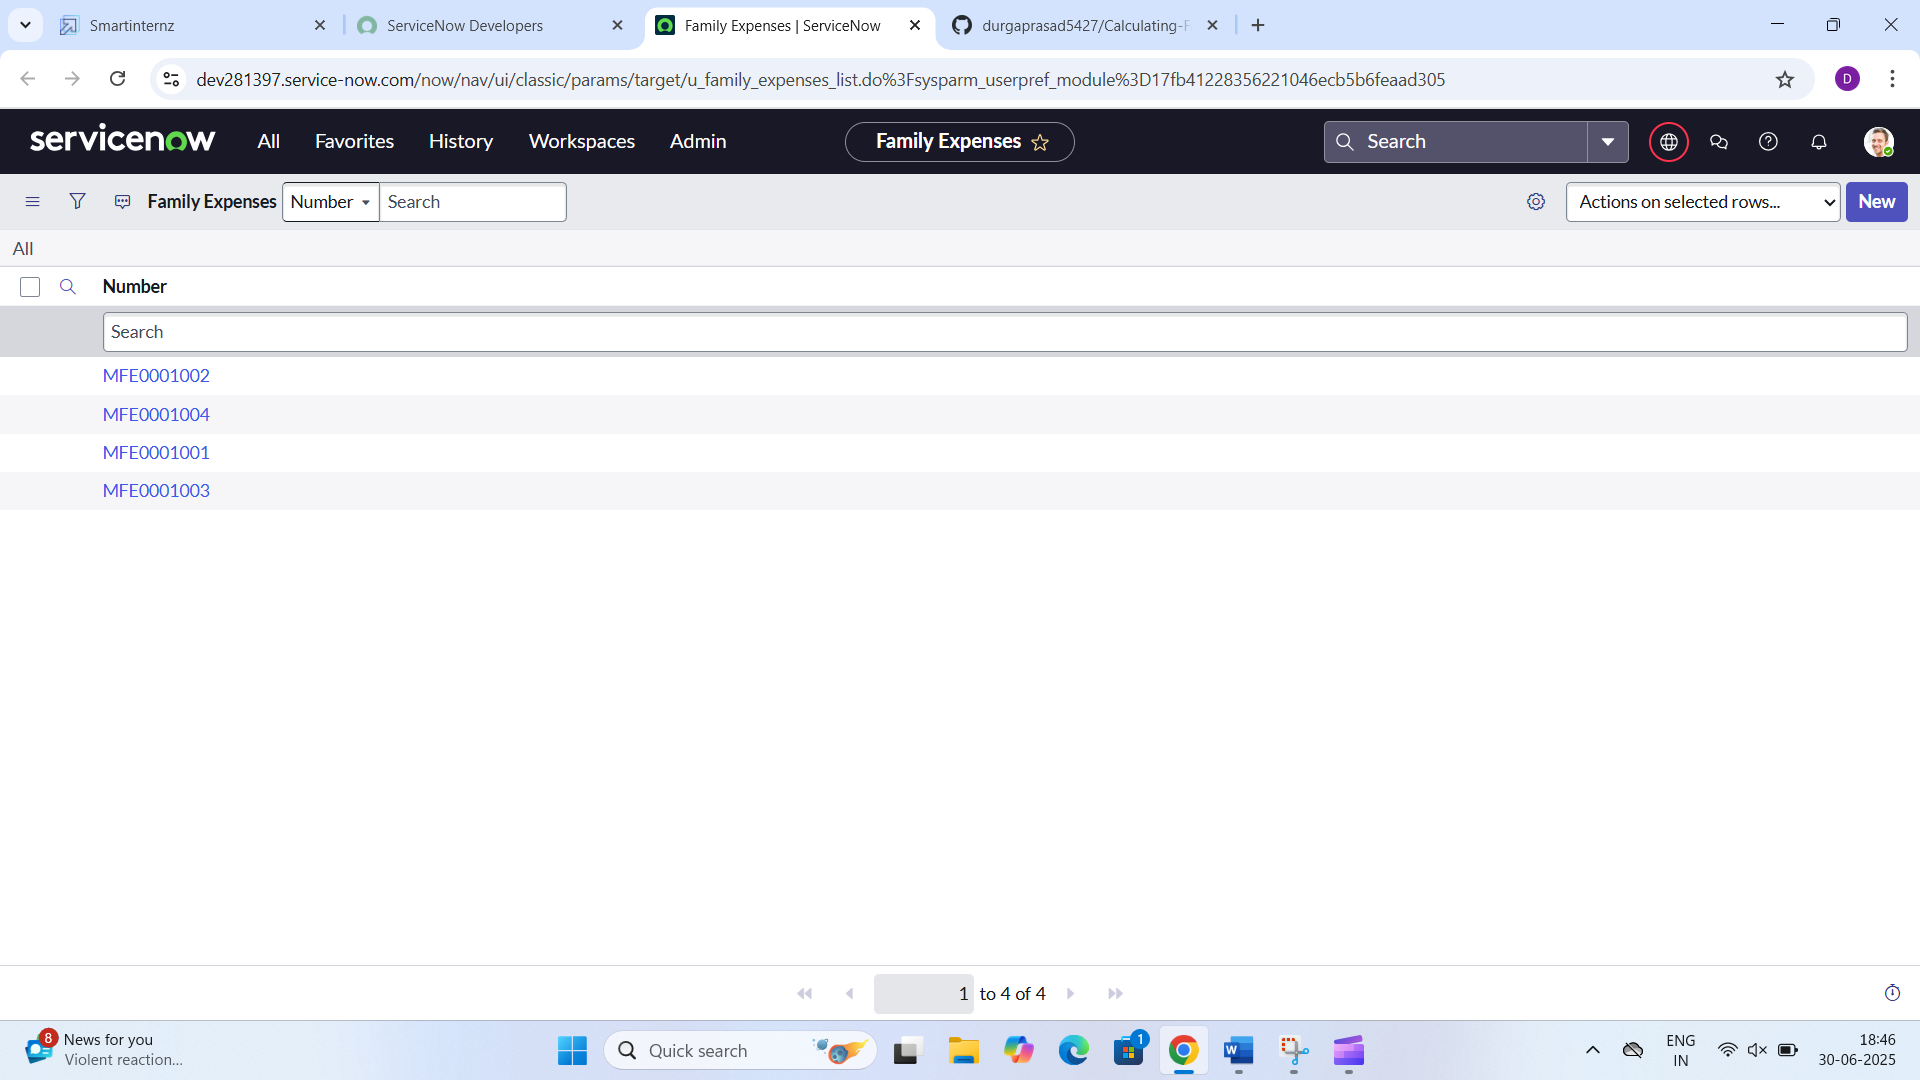 Smartinternz
ServiceNow Developers
Family Expenses | ServiceNow
durgaprasad5427/Calculating-F
dev281397.service-now.com/now/nav/ui/classic/params/target/u_family_expenses_list.do%3Fsysparm_userpref_module%3D17fb41228356221046ecb5b6feaad305
D
servicenow
All
Favorites
History
Workspaces
Admin
Family Expenses
Search
Family Expenses
Number
Search
Actions on selected rows...
New
All
Number
Search
MFE0001002
MFE0001004
MFE0001001
MFE0001003
1 to 4 of 4
8
News for you
Violent reaction...
Quick search
1
ENG
IN
18:46
30-06-2025